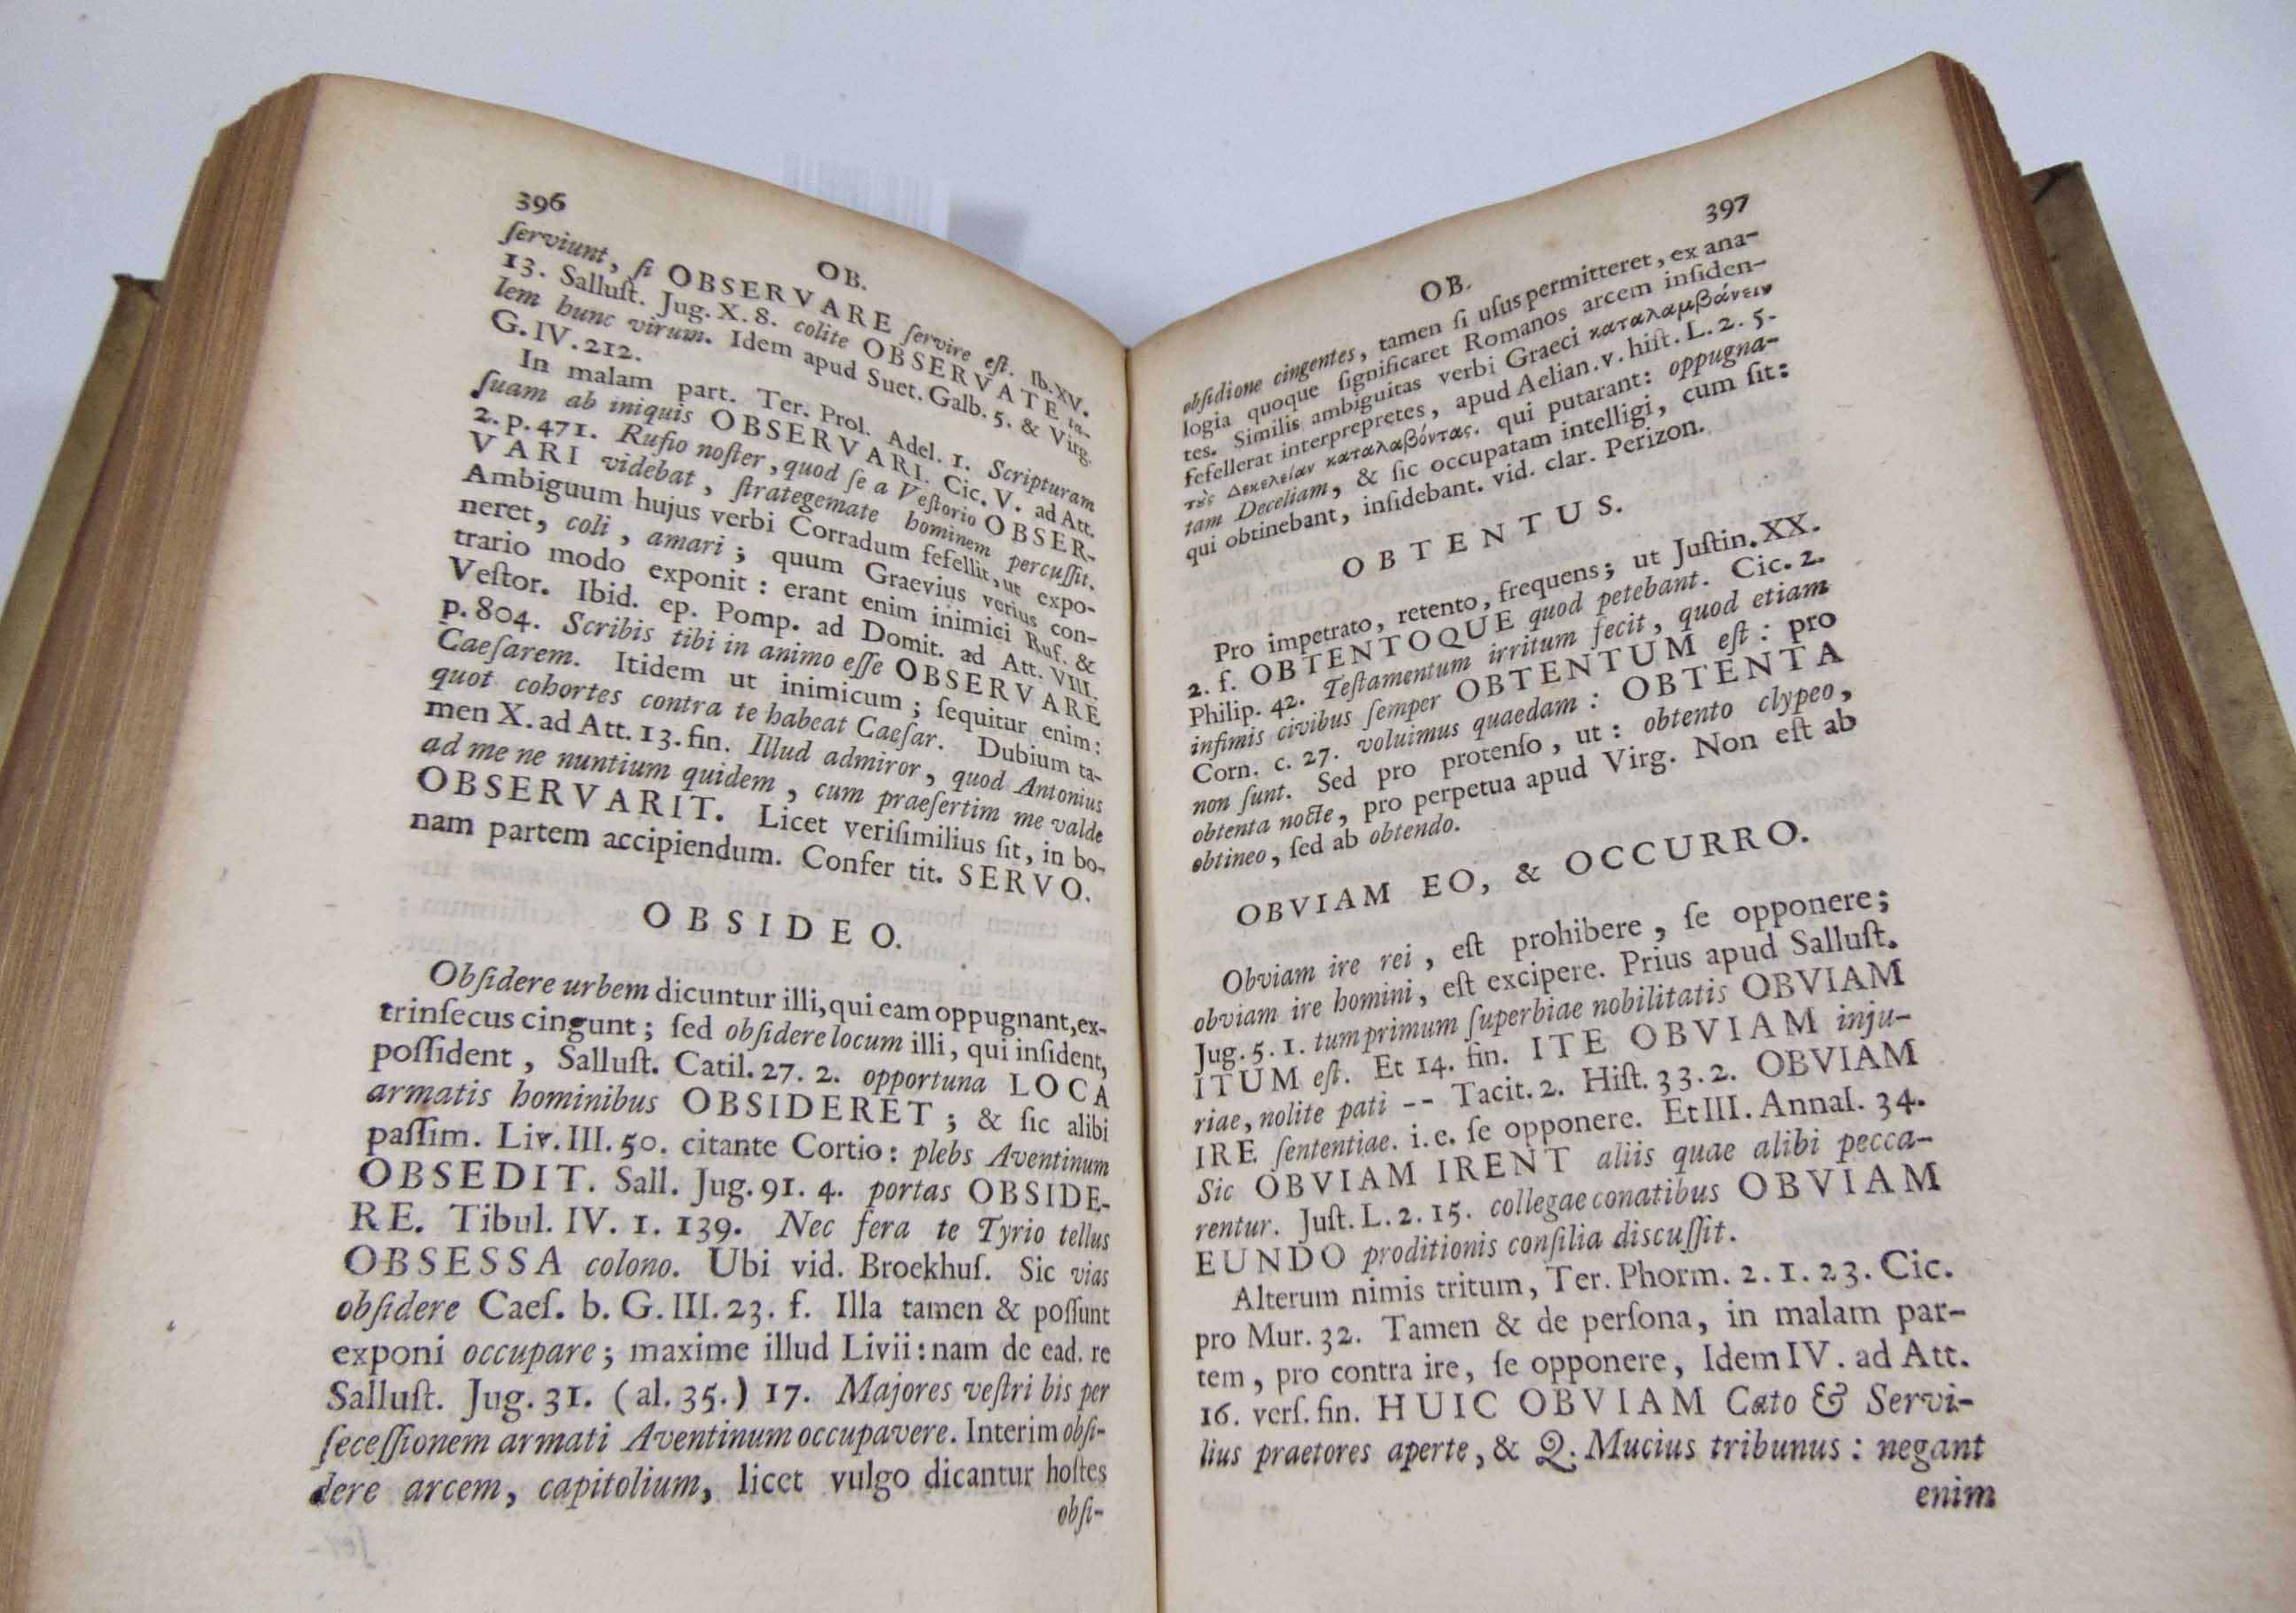 396
OB.
ſerviunt, ſi OBSERVARE ſervire eſt. Ib. XV.
13. Salluſt. Jug. X. 8. colite OBSERVATE ta-
lem hunc virum. Idem apud Suet. Galb. 5. & Virg.
G. IV. 212.
In malam part. Ter. Prol. Adel. 1. Scripturam
ſuam ab iniquis OBSERVARI. Cic. V. ad Att.
2. p. 471. Rufio noſter, quod ſe a Veſtorio OBSER-
VARI videbat, ſtrategemate hominem percuſſit.
Ambiguum hujus verbi Corradum fefellit, ut expo-
neret, coli, amari; quum Graevius verius con-
trario modo exponit: erant enim inimici Ruf. &
Veſtor. Ibid. ep. Pomp. ad Domit. ad Att. VIII.
p. 804. Scribis tibi in animo eſſe OBSERVARE
Caeſarem. Itidem ut inimicum; ſequitur enim:
quot cohortes contra te habeat Caeſar. Dubium ta-
men X. ad Att. 13. fin. Illud admiror, quod Antonius
ad me ne nuntium quidem, cum praeſertim me valde
OBSERVARIT. Licet veriſimilius ſit, in bo-
nam partem accipiendum. Confer tit. SERVO.
OBSIDEO.
Obſidere urbem dicuntur illi, qui eam oppugnant, ex-
trinſecus cingunt; ſed obſidere locum illi, qui inſident,
poſſident, Salluſt. Catil. 27. 2. opportuna LOCA
armatis hominibus OBSIDERET; & ſic alibi
paſſim. Liv. III. 50. citante Cortio: plebs Aventinum
OBSEDIT. Sall. Jug. 91. 4. portas OBSIDE-
RE. Tibul. IV. 1. 139. Nec fera te Tyrio tellus
OBSESSA colono. Ubi vid. Broekhuſ. Sic vias
obſidere Caeſ. b. G. III. 23. f. Illa tamen & poſſunt
exponi occupare; maxime illud Livii: nam de ead. re
Salluſt. Jug. 31. (al. 35.) 17. Majores veſtri bis per
ſeceſſionem armati Aventinum occupavere. Interim obſi-
dere arcem, capitolium, licet vulgo dicantur hoſtes
obſi-
397
OB.
obſidione cingentes, tamen ſi uſus permitteret, ex ana-
logia quoque ſignificaret Romanos arcem inſiden-
tes. Similis ambiguitas verbi Graeci καταλαμβάνειν
fefellerat interprepretes, apud Aelian. v. hiſt. L. 2. 5.
τὰς Δεκελείαν καταλαβόντας. qui putarant: oppugna-
tam Deceliam, & ſic occupatam intelligi, cum ſit:
qui obtinebant, inſidebant. vid. clar. Perizon.
OBTENTUS.
Pro impetrato, retento, frequens; ut Juſtin. XX.
2. f. OBTENTOQUE quod petebant. Cic. 2.
Philip. 42. Teſtamentum irritum fecit, quod etiam
infimis civibus ſemper OBTENTUM eſt: pro
Corn. c. 27. voluimus quaedam: OBTENTA
non ſunt. Sed pro protenſo, ut: obtento clypeo,
obtenta nocte, pro perpetua apud Virg. Non eſt ab
obtineo, ſed ab obtendo.
OBVIAM EO, & OCCURRO.
Obviam ire rei, eſt prohibere, ſe opponere;
obviam ire homini, eſt excipere. Prius apud Salluſt.
Jug. 5. 1. tum primum ſuperbiae nobilitatis OBVIAM
ITUM eſt. Et 14. fin. ITE OBVIAM inju-
riae, nolite pati -- Tacit. 2. Hiſt. 33. 2. OBVIAM
IRE ſententiae. i. e. ſe opponere. Et III. Annal. 34.
Sic OBVIAM IRENT aliis quae alibi pecca-
rentur. Juſt. L. 2. 15. collegae conatibus OBVIAM
EUNDO proditionis conſilia discuſſit.
Alterum nimis tritum, Ter. Phorm. 2. 1. 23. Cic.
pro Mur. 32. Tamen & de perſona, in malam par-
tem, pro contra ire, ſe opponere, Idem IV. ad Att.
16. verſ. fin. HUIC OBVIAM Cato & Servi-
lius praetores aperte, & Q. Mucius tribunus: negant
enim